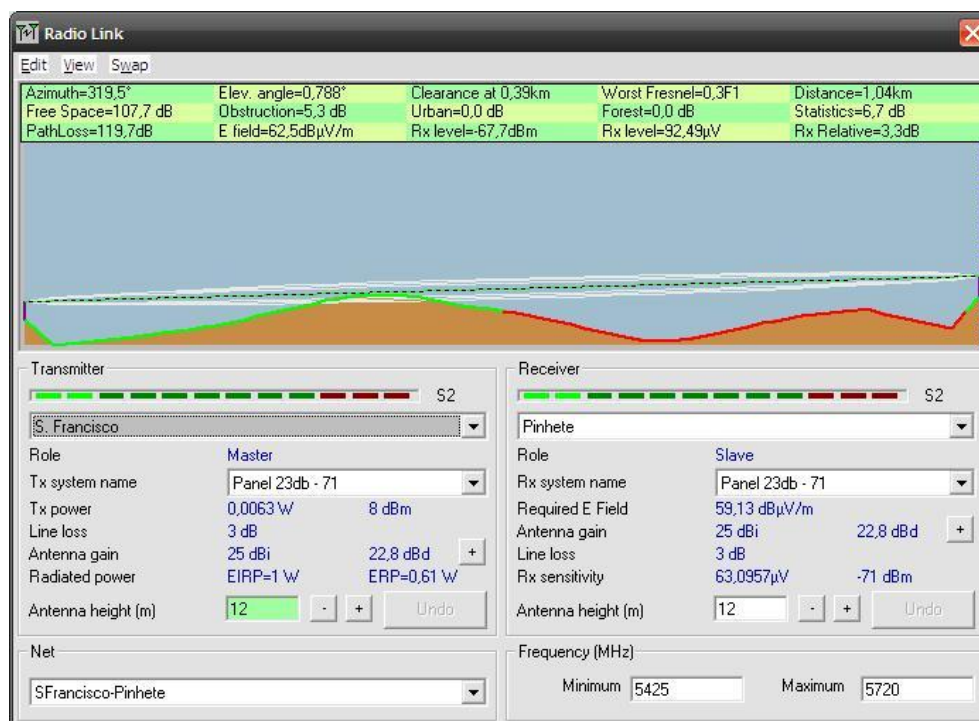 Radio Link
Edit View Swap
Azimuth=319,5° Elev. angle=0,788° Clearance at 0,39km Worst Fresnel=0,3F1 Distance=1,04km
Free Space=107,7 dB Obstruction=5,3 dB Urban=0,0 dB Forest=0,0 dB Statistics=6,7 dB
PathLoss=119,7dB E field=62,5dBµV/m Rx level=-67,7dBm Rx level=92,49µV Rx Relative=3,3dB
Transmitter Receiver
S2 S2
S. Francisco Pinhete
Role Master Role Slave
Tx system name Panel 23db - 71 Rx system name Panel 23db - 71
Tx power 0,0063 W 8 dBm Required E Field 59,13 dBµV/m
Line loss 3 dB Antenna gain 25 dBi 22,8 dBd +
Antenna gain 25 dBi 22,8 dBd + Line loss 3 dB
Radiated power EIRP=1 W ERP=0,61 W Rx sensitivity 63,0957µV -71 dBm
Antenna height (m) 12 - + Undo Antenna height (m) 12 - + Undo
Net Frequency (MHz)
SFrancisco-Pinhete Minimum 5425 Maximum 5720